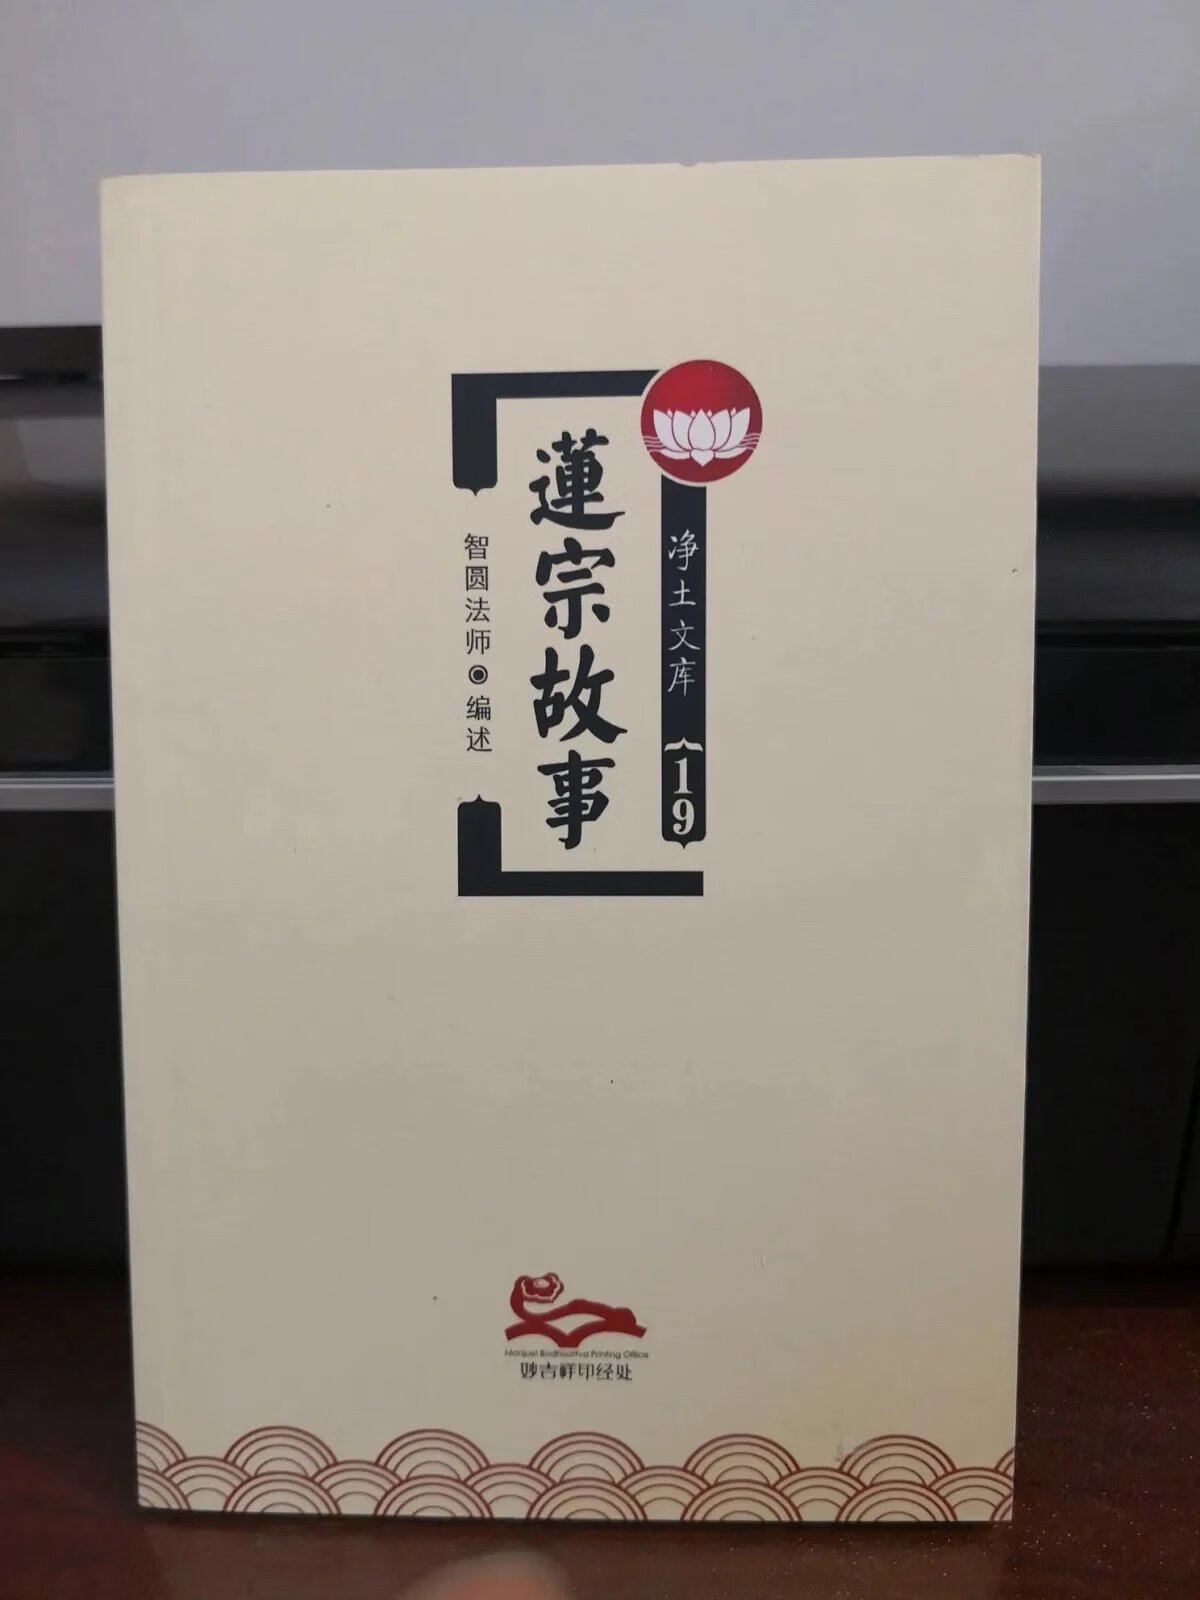 净土文库
19
蓮宗故事
智圆法师◎编述
Manjusri Bodhisattva Printing Office
妙吉祥印经处